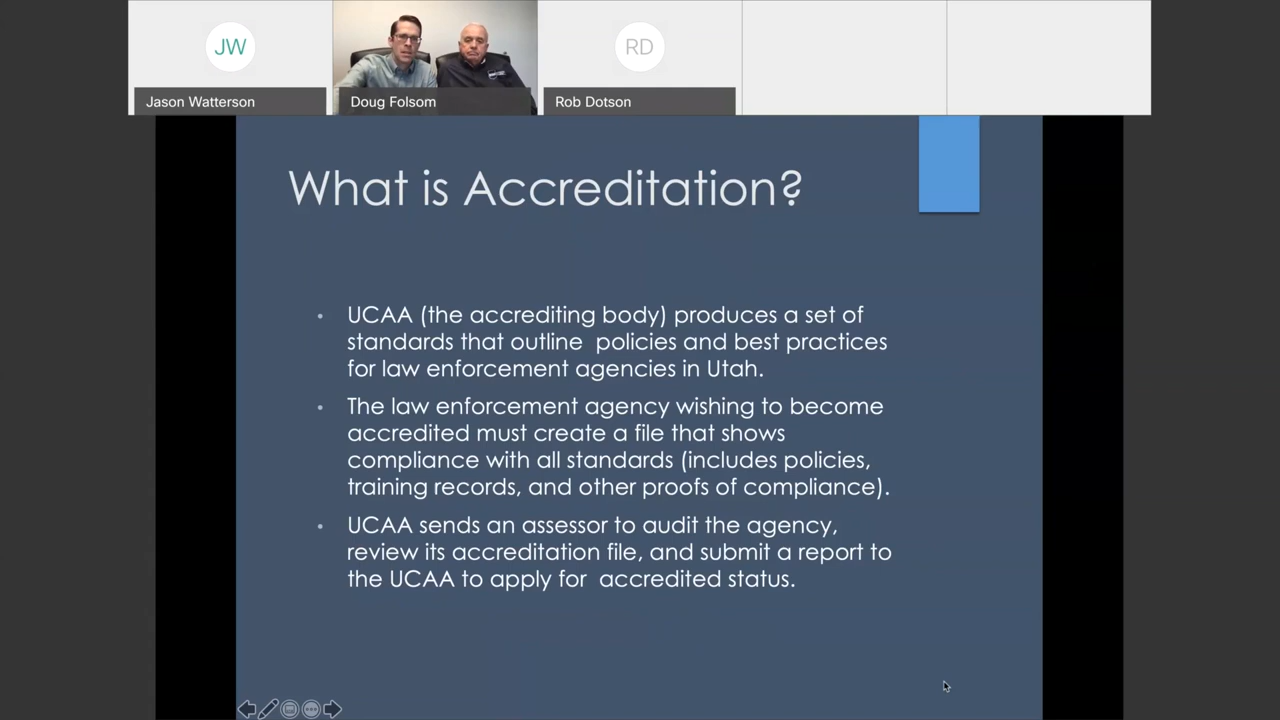 JW
RD
Jason Watterson
Doug Folsom
Rob Dotson
What is Accreditation?
• UCAA (the accrediting body) produces a set of
standards that outline policies and best practices
for law enforcement agencies in Utah.
• The law enforcement agency wishing to become
accredited must create a file that shows
compliance with all standards (includes policies,
training records, and other proofs of compliance).
• UCAA sends an assessor to audit the agency,
review its accreditation file, and submit a report to
the UCAA to apply for accredited status.